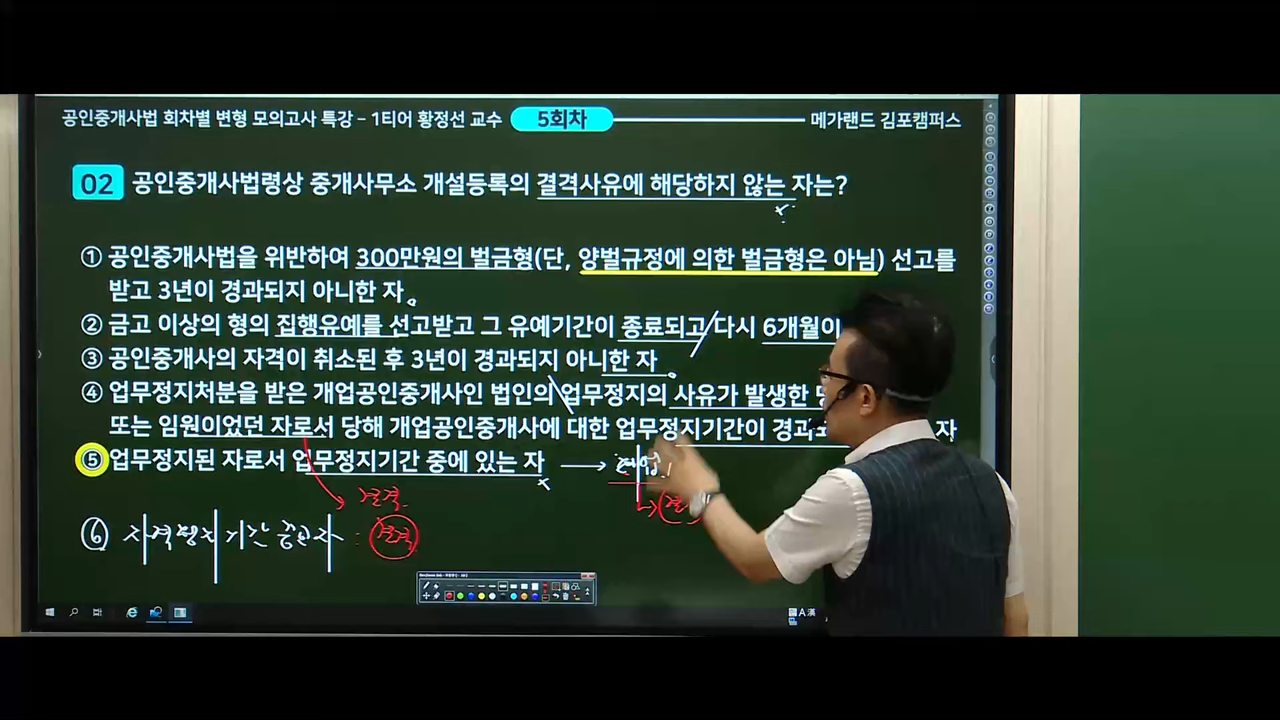 공인중개사법 회차별 변형 모의고사 특강 – 1티어 황정선 교수 5회차 메가랜드 김포캠퍼스
02 공인중개사법령상 중개사무소 개설등록의 결격사유에 해당하지 않는 자는?
① 공인중개사법을 위반하여 300만원의 벌금형(단, 양벌규정에 의한 벌금형은 아님) 선고를
받고 3년이 경과되지 아니한 자.
② 금고 이상의 형의 집행유예를 선고받고 그 유예기간이 종료되고 다시 6개월이
③ 공인중개사의 자격이 취소된 후 3년이 경과되지 아니한 자
④ 업무정지처분을 받은 개업공인중개사인 법인의 업무정지의 사유가 발생한
또는 임원이었던 자로서 당해 개업공인중개사에 대한 업무정지기간이 자
⑤ 업무정지된 자로서 업무정지기간 중에 있는 자
결격
⑥ 자격정지 기간 중인 자 : 결격